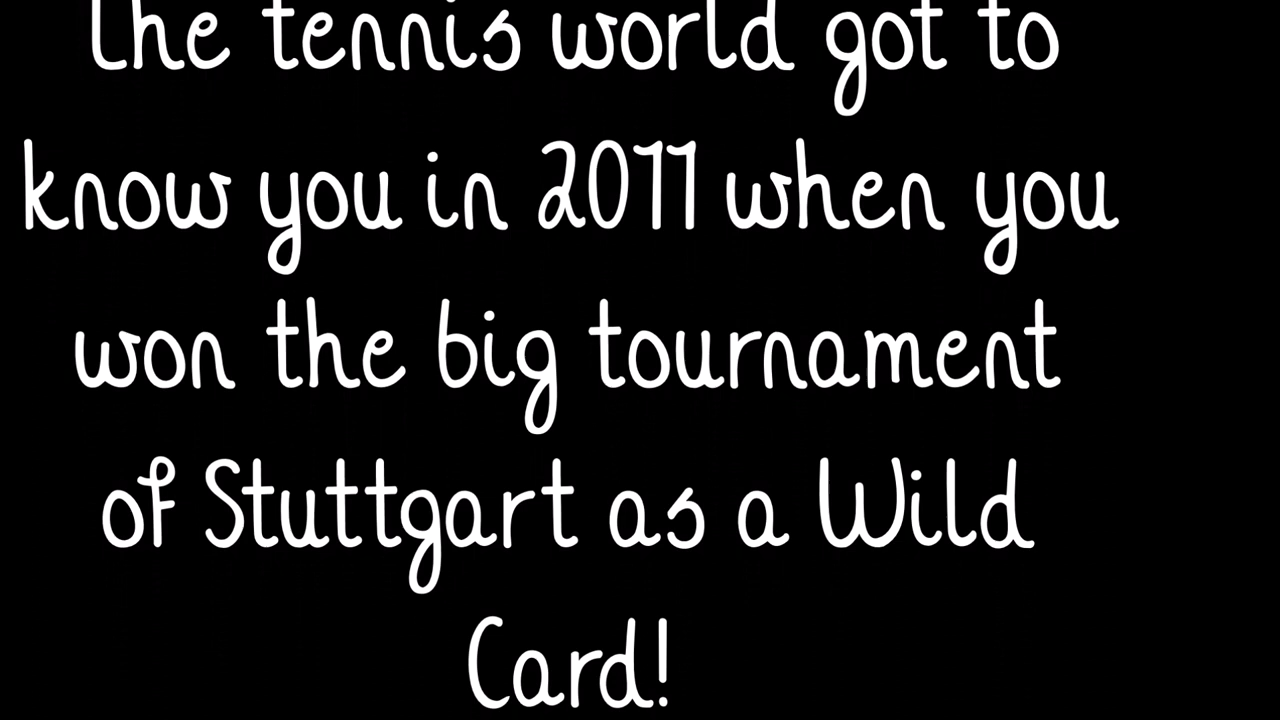 The tennis world got to
know you in 2011 when you
won the big tournament
of Stuttgart as a Wild
Card!